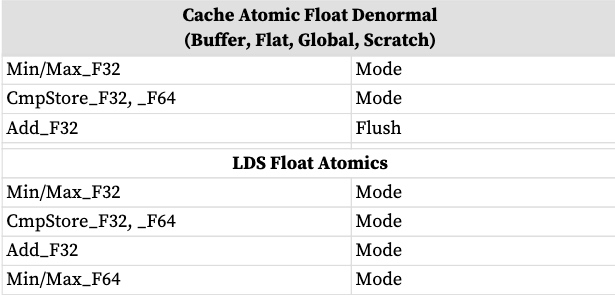 Cache Atomic Float Denormal
(Buffer, Flat, Global, Scratch)
Min/Max_F32 Mode
CmpStore_F32, _F64 Mode
Add_F32 Flush
LDS Float Atomics
Min/Max_F32 Mode
CmpStore_F32, _F64 Mode
Add_F32 Mode
Min/Max_F64 Mode